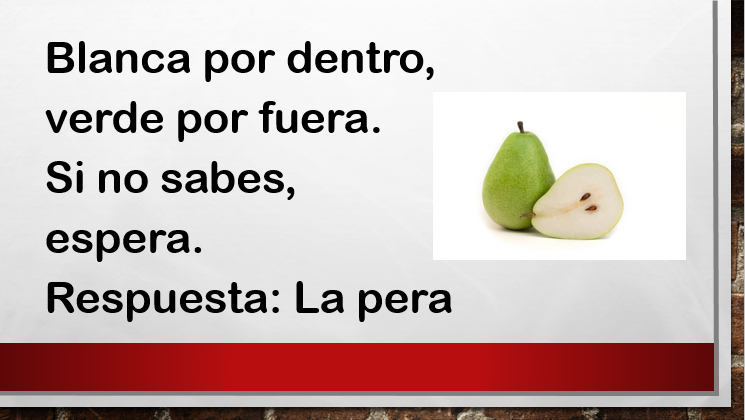 Blanca por dentro,
verde por fuera.
Si no sabes,
espera.
Respuesta: La pera